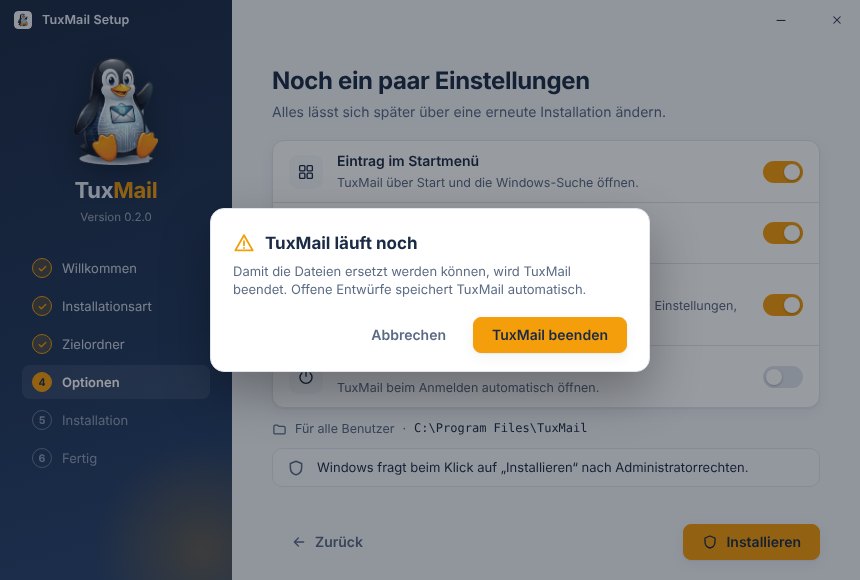 TuxMail Setup
TuxMail
Version 0.2.0
Willkommen
Installationsart
Zielordner
4 Optionen
5 Installation
6 Fertig
Noch ein paar Einstellungen
Alles lässt sich später über eine erneute Installation ändern.
Eintrag im Startmenü
TuxMail über Start und die Windows-Suche öffnen.
Einstellungen,
TuxMail beim Anmelden automatisch öffnen.
TuxMail läuft noch
Damit die Dateien ersetzt werden können, wird TuxMail
beendet. Offene Entwürfe speichert TuxMail automatisch.
Abbrechen
TuxMail beenden
Für alle Benutzer · C:\Program Files\TuxMail
Windows fragt beim Klick auf „Installieren“ nach Administratorrechten.
Zurück
Installieren